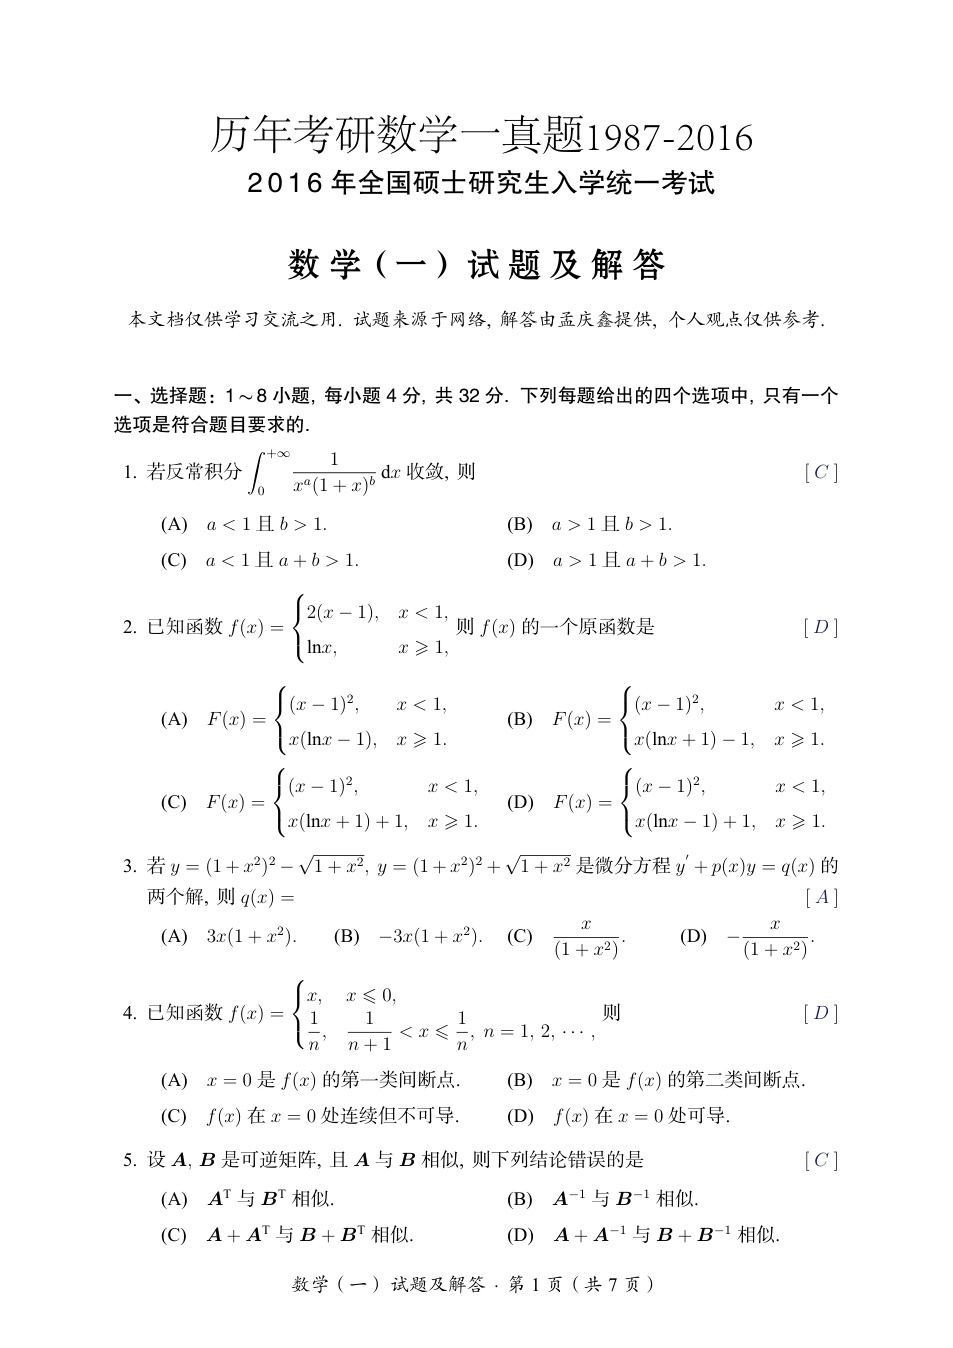 历年考研数学一真题1987-2016
2016 年全国硕士研究生入学统一考试
数 学 ( 一 ) 试 题 及 解 答
本文档仅供学习交流之用. 试题来源于网络, 解答由孟庆鑫提供, 个人观点仅供参考.
一、选择题: 1∼8 小题, 每小题 4 分, 共 32 分. 下列每题给出的四个选项中, 只有一个
选项是符合题目要求的.
1. 若反常积分 ∫₀^{+∞} 1/(x^a(1 + x)^b) dx 收敛, 则 [ C ]
(A) a < 1 且 b > 1. (B) a > 1 且 b > 1.
(C) a < 1 且 a + b > 1. (D) a > 1 且 a + b > 1.
2. 已知函数 f(x) = { 2(x − 1), x < 1, lnx, x ⩾ 1, 则 f(x) 的一个原函数是 [ D ]
(A) F(x) = { (x − 1)², x < 1, x(lnx − 1), x ⩾ 1. (B) F(x) = { (x − 1)², x < 1, x(lnx + 1) − 1, x ⩾ 1.
(C) F(x) = { (x − 1)², x < 1, x(lnx + 1) + 1, x ⩾ 1. (D) F(x) = { (x − 1)², x < 1, x(lnx − 1) + 1, x ⩾ 1.
3. 若 y = (1 + x²)² − √(1 + x²), y = (1 + x²)² + √(1 + x²) 是微分方程 y′ + p(x)y = q(x) 的
两个解, 则 q(x) = [ A ]
(A) 3x(1 + x²). (B) −3x(1 + x²). (C) x/(1 + x²). (D) −x/(1 + x²).
4. 已知函数 f(x) = { x, x ⩽ 0, 1/n, 1/(n + 1) < x ⩽ 1/n, n = 1, 2, ⋯ , 则 [ D ]
(A) x = 0 是 f(x) 的第一类间断点. (B) x = 0 是 f(x) 的第二类间断点.
(C) f(x) 在 x = 0 处连续但不可导. (D) f(x) 在 x = 0 处可导.
5. 设 A, B 是可逆矩阵, 且 A 与 B 相似, 则下列结论错误的是 [ C ]
(A) Aᵀ 与 Bᵀ 相似. (B) A⁻¹ 与 B⁻¹ 相似.
(C) A + Aᵀ 与 B + Bᵀ 相似. (D) A + A⁻¹ 与 B + B⁻¹ 相似.
数学 ( 一 ) 试题及解答 · 第 1 页 ( 共 7 页 )